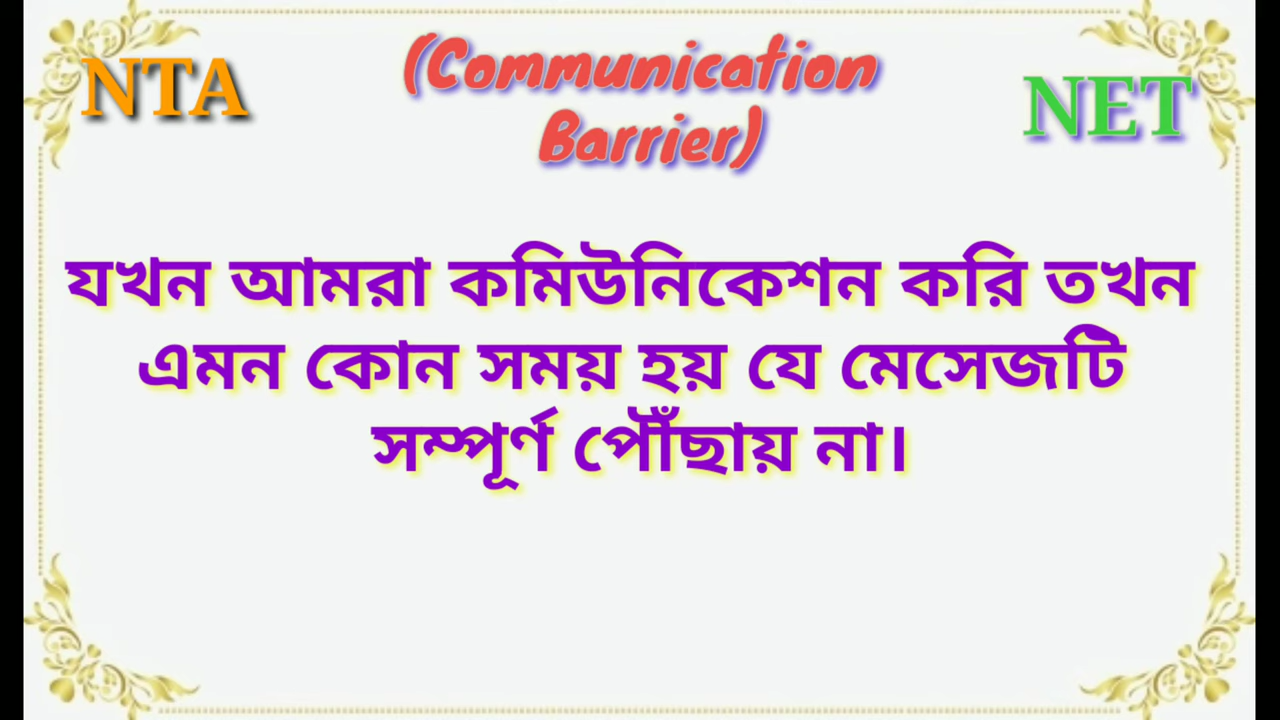 NTA
(Communication
Barrier)
NET
যখন আমরা কমিউনিকেশন করি তখন
এমন কোন সময় হয় যে মেসেজটি
সম্পূর্ণ পৌঁছায় না।